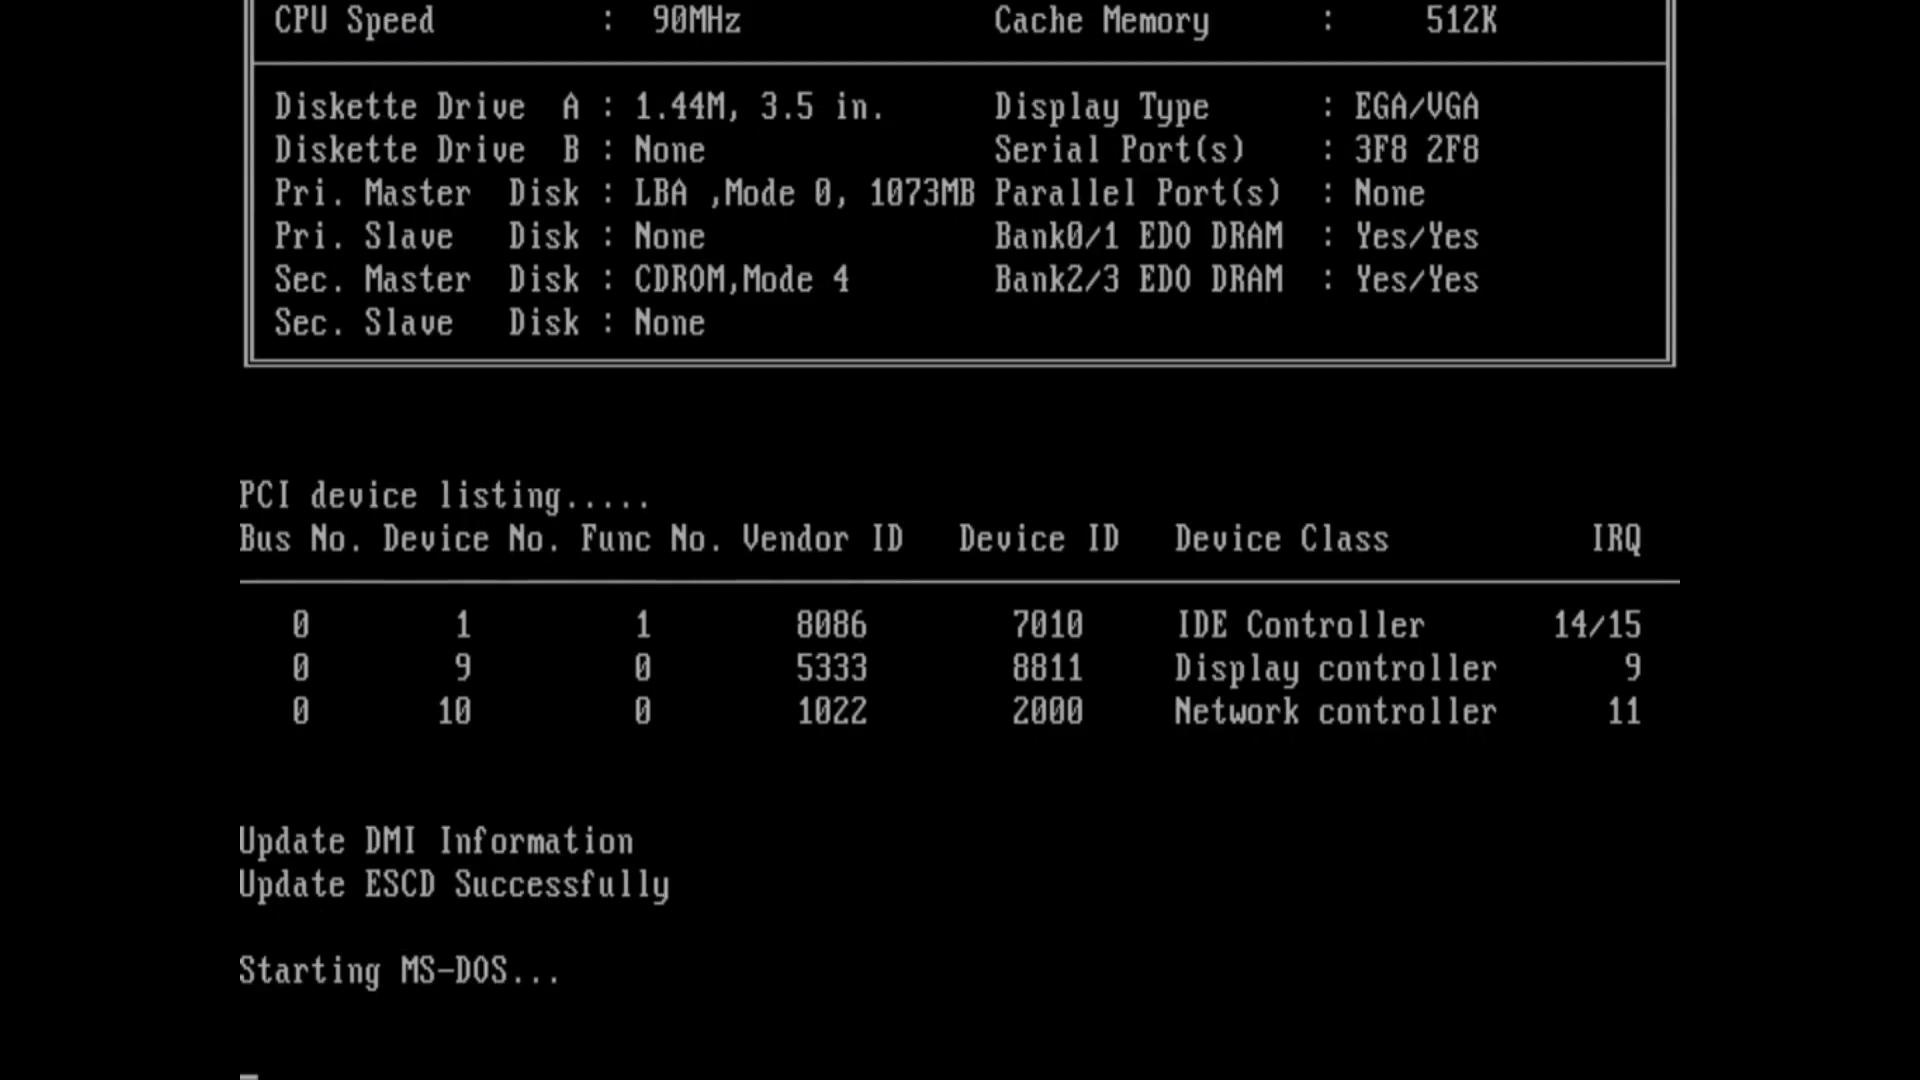 CPU Speed : 90MHz Cache Memory : 512K
Diskette Drive A : 1.44M, 3.5 in. Display Type : EGA/VGA
Diskette Drive B : None Serial Port(s) : 3F8 2F8
Pri. Master Disk : LBA ,Mode 0, 1073MB Parallel Port(s) : None
Pri. Slave Disk : None Bank0/1 EDO DRAM : Yes/Yes
Sec. Master Disk : CDROM,Mode 4 Bank2/3 EDO DRAM : Yes/Yes
Sec. Slave Disk : None
PCI device listing.....
Bus No. Device No. Func No. Vendor ID Device ID Device Class IRQ
0 1 1 8086 7010 IDE Controller 14/15
0 9 0 5333 8811 Display controller 9
0 10 0 1022 2000 Network controller 11
Update DMI Information
Update ESCD Successfully
Starting MS-DOS...